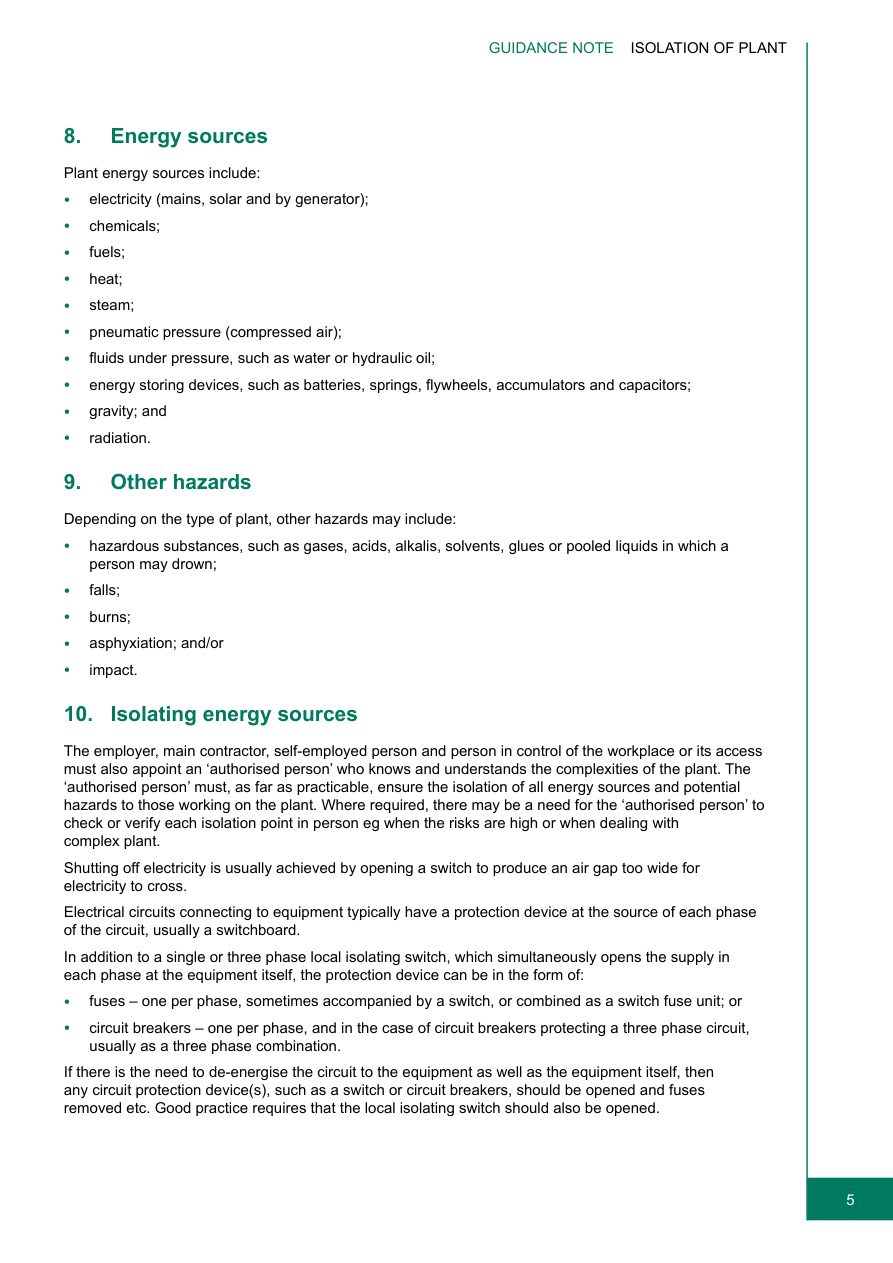 GUIDANCE NOTE ISOLATION OF PLANT
8. Energy sources
Plant energy sources include:
• electricity (mains, solar and by generator);
• chemicals;
• fuels;
• heat;
• steam;
• pneumatic pressure (compressed air);
• fluids under pressure, such as water or hydraulic oil;
• energy storing devices, such as batteries, springs, flywheels, accumulators and capacitors;
• gravity; and
• radiation.
9. Other hazards
Depending on the type of plant, other hazards may include:
• hazardous substances, such as gases, acids, alkalis, solvents, glues or pooled liquids in which a
person may drown;
• falls;
• burns;
• asphyxiation; and/or
• impact.
10. Isolating energy sources
The employer, main contractor, self-employed person and person in control of the workplace or its access
must also appoint an ‘authorised person’ who knows and understands the complexities of the plant. The
‘authorised person’ must, as far as practicable, ensure the isolation of all energy sources and potential
hazards to those working on the plant. Where required, there may be a need for the ‘authorised person’ to
check or verify each isolation point in person eg when the risks are high or when dealing with
complex plant.
Shutting off electricity is usually achieved by opening a switch to produce an air gap too wide for
electricity to cross.
Electrical circuits connecting to equipment typically have a protection device at the source of each phase
of the circuit, usually a switchboard.
In addition to a single or three phase local isolating switch, which simultaneously opens the supply in
each phase at the equipment itself, the protection device can be in the form of:
• fuses – one per phase, sometimes accompanied by a switch, or combined as a switch fuse unit; or
• circuit breakers – one per phase, and in the case of circuit breakers protecting a three phase circuit,
usually as a three phase combination.
If there is the need to de-energise the circuit to the equipment as well as the equipment itself, then
any circuit protection device(s), such as a switch or circuit breakers, should be opened and fuses
removed etc. Good practice requires that the local isolating switch should also be opened.
5